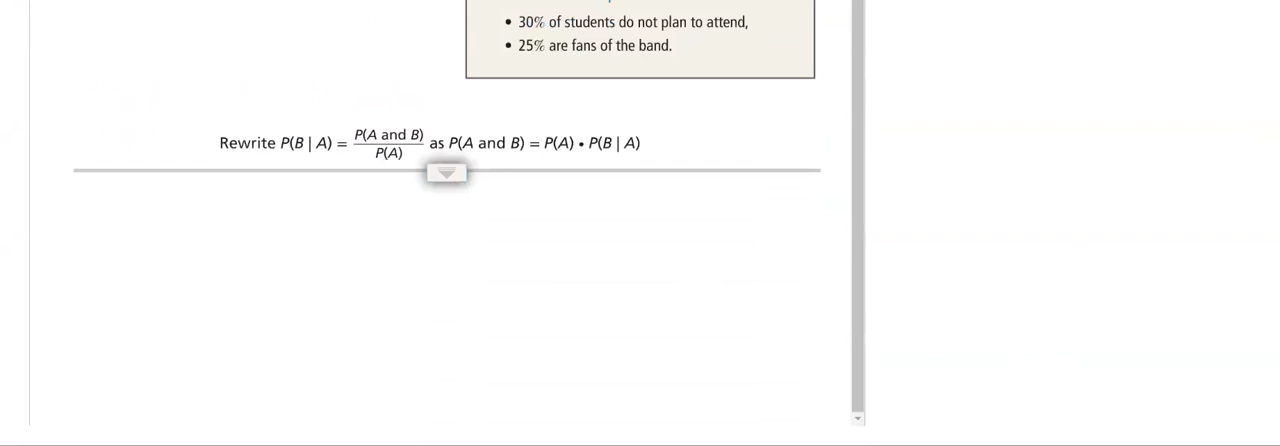 • 30% of students do not plan to attend,
• 25% are fans of the band.
Rewrite P(B | A) = P(A and B) / P(A) as P(A and B) = P(A) • P(B | A)